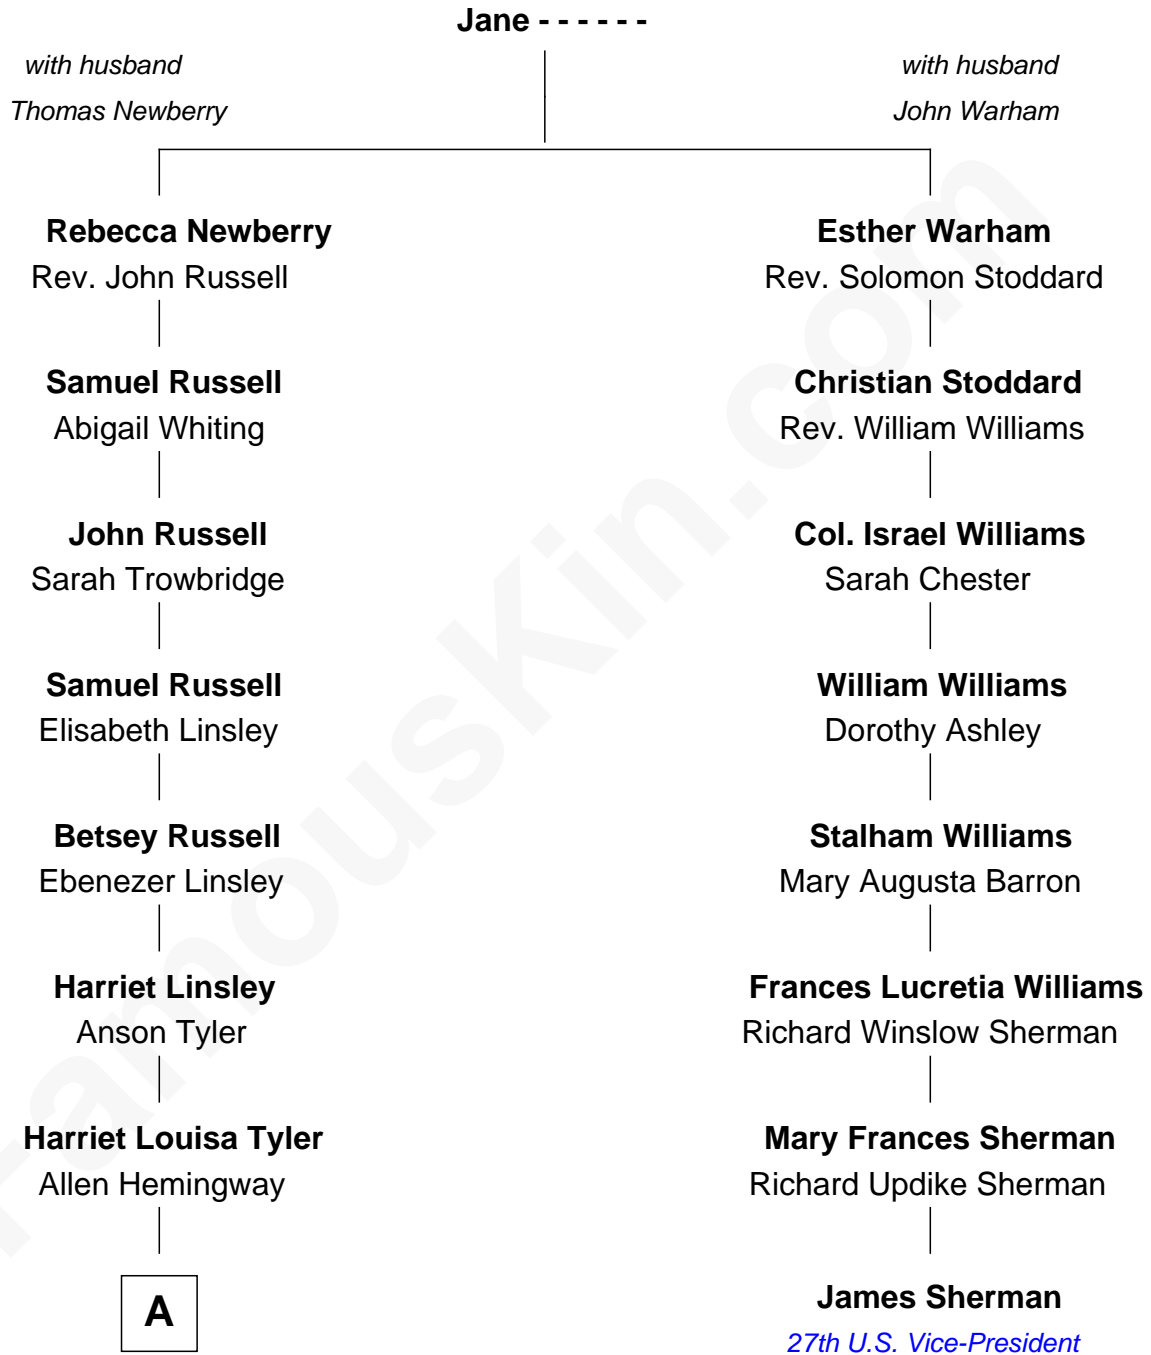 Jane - - - - - -
with husband
Thomas Newberry
with husband
John Warham
Rebecca Newberry
Rev. John Russell
Esther Warham
Rev. Solomon Stoddard
Samuel Russell
Abigail Whiting
Christian Stoddard
Rev. William Williams
John Russell
Sarah Trowbridge
Col. Israel Williams
Sarah Chester
Samuel Russell
Elisabeth Linsley
William Williams
Dorothy Ashley
Betsey Russell
Ebenezer Linsley
Stalham Williams
Mary Augusta Barron
Harriet Linsley
Anson Tyler
Frances Lucretia Williams
Richard Winslow Sherman
Harriet Louisa Tyler
Allen Hemingway
Mary Frances Sherman
Richard Updike Sherman
A
James Sherman
27th U.S. Vice-President
FamousKin.com